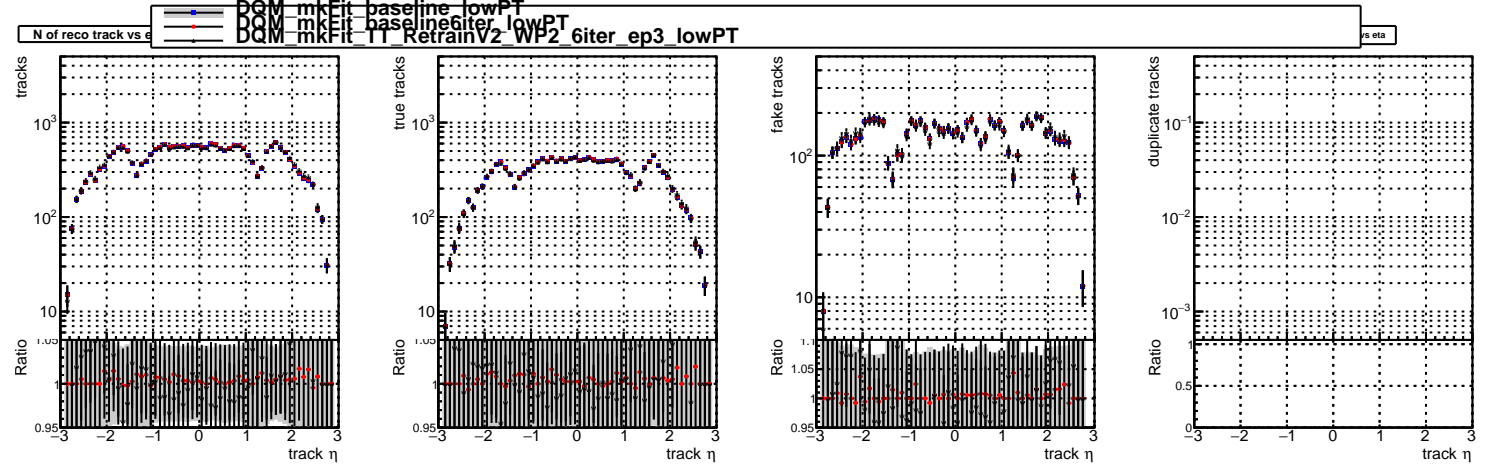 DQM_mkFit_baseline_lowPT
DQM_mkFit_baseline6iter_lowPT
DQM_mkFit_TT_RetrainV2_WP2_6iter_ep3_lowPT
N of reco track vs e
vs eta
tracks
10³
10²
10
Ratio
1.05
1
0.95
−3 −2 −1 0 1 2 3
track η
true tracks
10³
10²
10
Ratio
1.05
1
0.95
−3 −2 −1 0 1 2 3
track η
fake tracks
10²
10
Ratio
1.1
1.05
1
0.95
−3 −2 −1 0 1 2 3
track η
duplicate tracks
10⁻¹
10⁻²
10⁻³
Ratio
1
0.5
0
−3 −2 −1 0 1 2 3
track η